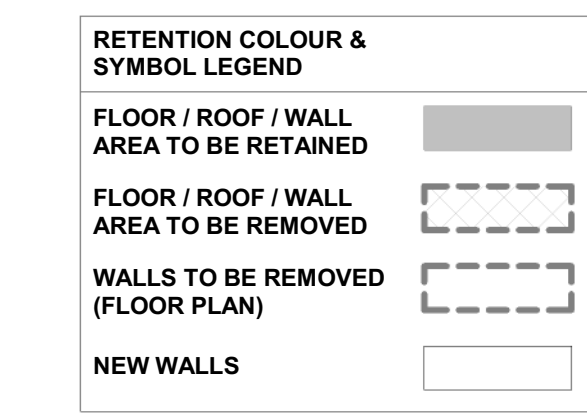 RETENTION COLOUR &
SYMBOL LEGEND
FLOOR / ROOF / WALL
AREA TO BE RETAINED
FLOOR / ROOF / WALL
AREA TO BE REMOVED
WALLS TO BE REMOVED
(FLOOR PLAN)
NEW WALLS